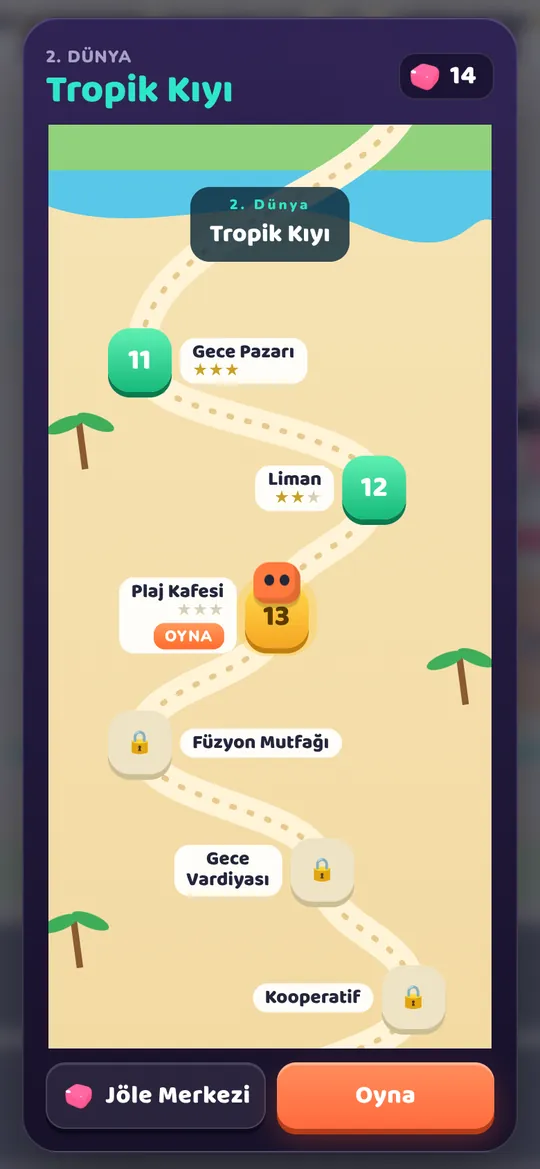 2. DÜNYA
Tropik Kıyı
14
2. Dünya
Tropik Kıyı
11
Gece Pazarı
★★★
Liman
★★★
12
Plaj Kafesi
★★★
OYNA
13
Füzyon Mutfağı
Gece
Vardiyası
Kooperatif
Jöle Merkezi
Oyna